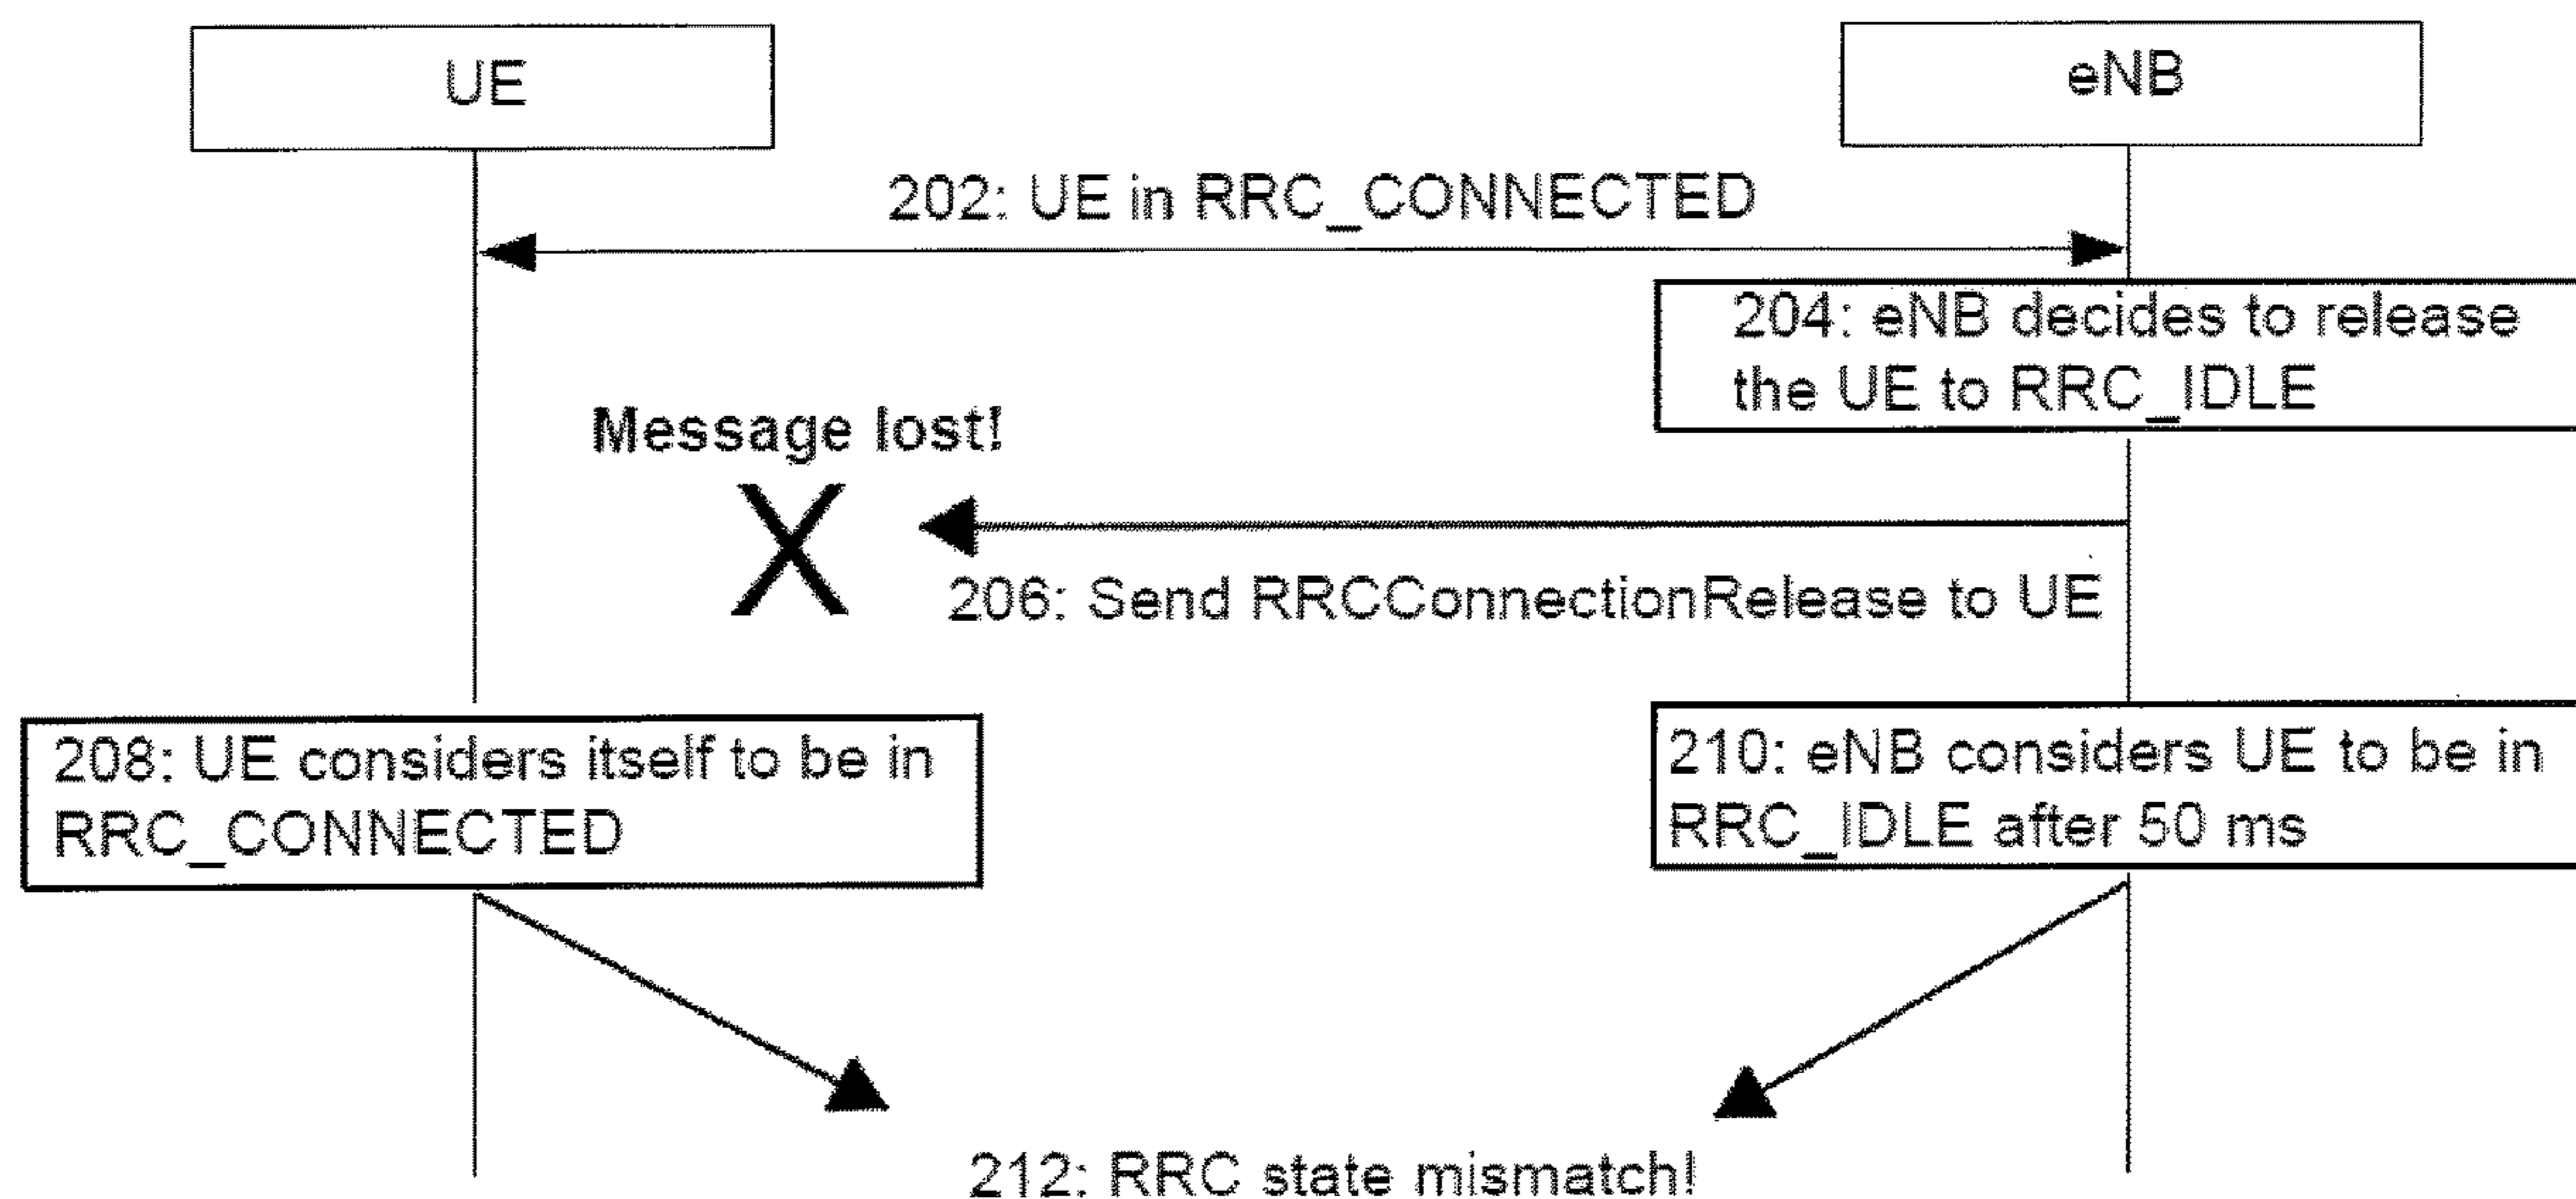 UE
eNB
202: UE in RRC_CONNECTED
204: eNB decides to release
the UE to RRC_IDLE
Message lost!
X
206: Send RRCConnectionRelease to UE
208: UE considers itself to be in
RRC_CONNECTED
210: eNB considers UE to be in
RRC_IDLE after 50 ms
212: RRC state mismatch!